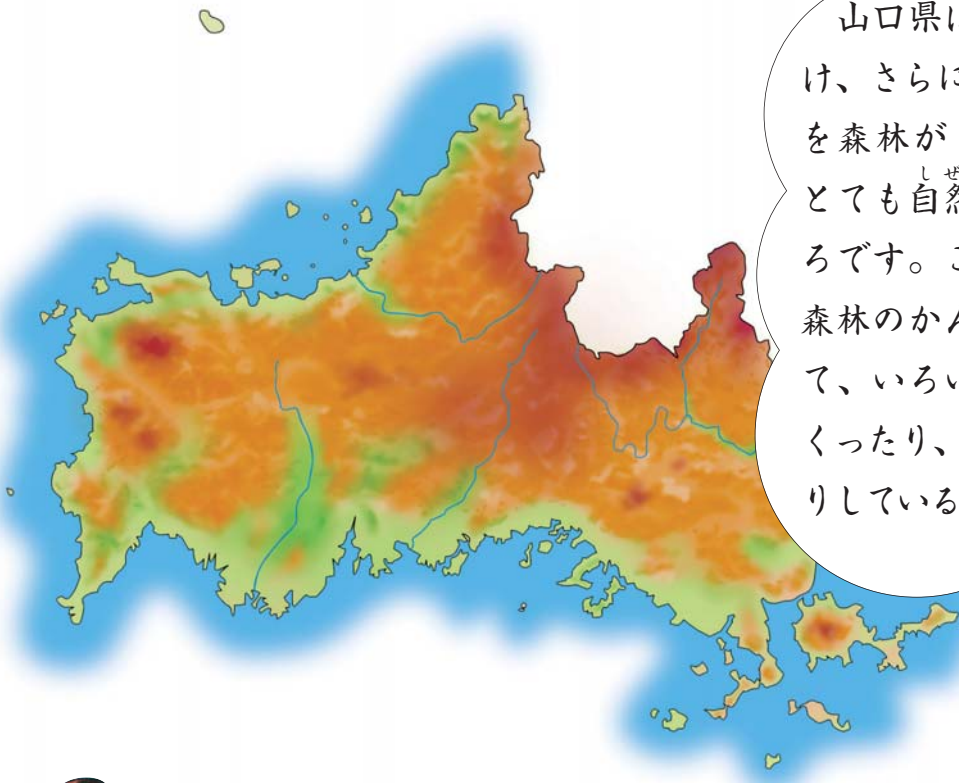 山口県に
け、さらに
を森林が
とても自然
ろです。こ
森林のかん
て、いろい
くったり、
りしている